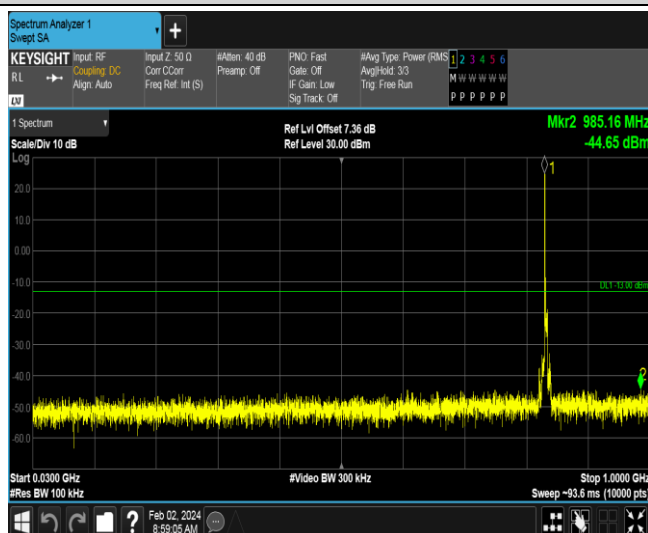 Spectrum Analyzer 1
Swept SA
+
KEYSIGHT
RL
LXI
Input: RF
Coupling: DC
Align: Auto
Input Z: 50 Ω
Corr CCorr
Freq Ref: Int (S)
#Atten: 40 dB
Preamp: Off
PNO: Fast
Gate: Off
IF Gain: Low
Sig Track: Off
#Avg Type: Power (RMS
Avg|Hold: 3/3
Trig: Free Run
1 2 3 4 5 6
M W W W W W
P P P P P P
1 Spectrum
Scale/Div 10 dB
Ref Lvl Offset 7.36 dB
Ref Level 30.00 dBm
Mkr2 985.16 MHz
-44.65 dBm
Log
1
20.0
10.0
0.00
DL1 -13.00 dBm
-10.0
-20.0
-30.0
-40.0
2
-50.0
-60.0
Start 0.0300 GHz
#Video BW 300 kHz
Stop 1.0000 GHz
#Res BW 100 kHz
Sweep ~93.6 ms (10000 pts)
?
Feb 02, 2024
8:59:05 AM